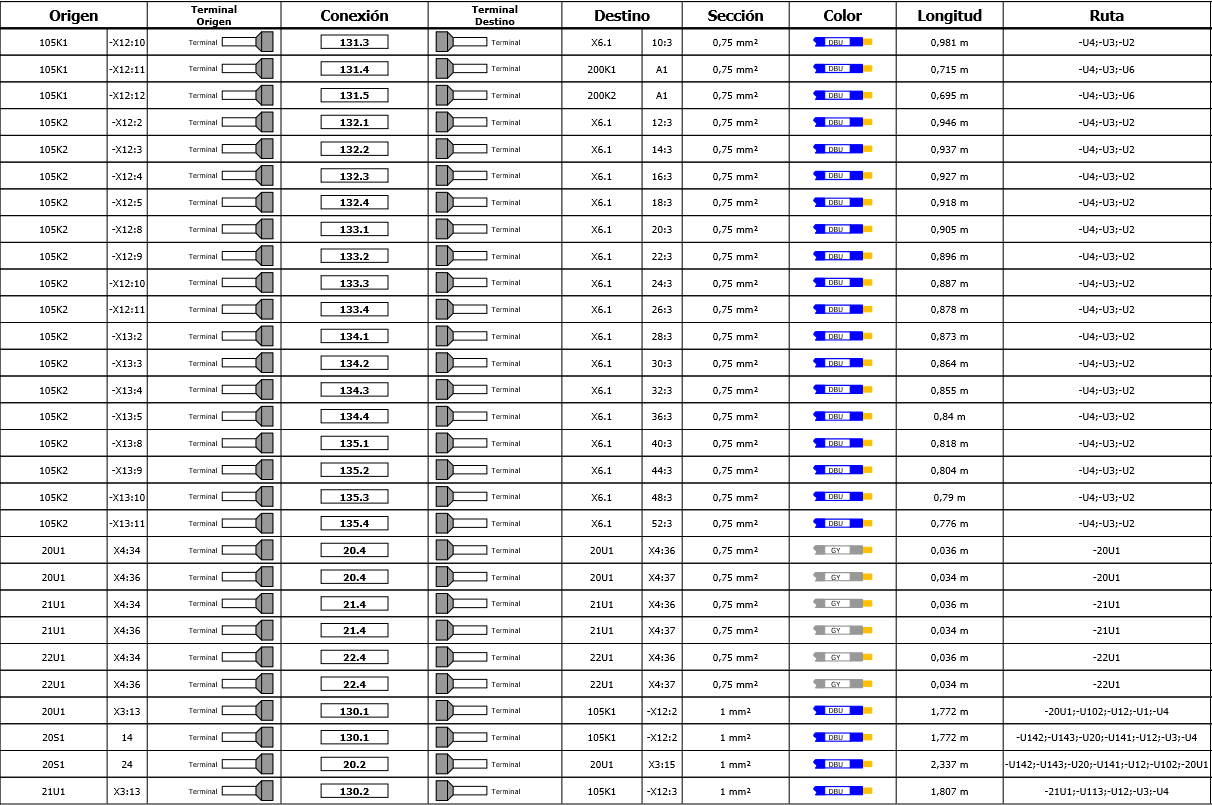 Origen Terminal Origen Conexión Terminal Destino Destino Sección Color Longitud Ruta
105K1 -X12:10 Terminal 131.3 Terminal X6.1 10:3 0,75 mm² DBU 0,981 m -U4;-U3;-U2
105K1 -X12:11 Terminal 131.4 Terminal 200K1 A1 0,75 mm² DBU 0,715 m -U4;-U3;-U6
105K1 -X12:12 Terminal 131.5 Terminal 200K2 A1 0,75 mm² DBU 0,695 m -U4;-U3;-U6
105K2 -X12:2 Terminal 132.1 Terminal X6.1 12:3 0,75 mm² DBU 0,946 m -U4;-U3;-U2
105K2 -X12:3 Terminal 132.2 Terminal X6.1 14:3 0,75 mm² DBU 0,937 m -U4;-U3;-U2
105K2 -X12:4 Terminal 132.3 Terminal X6.1 16:3 0,75 mm² DBU 0,927 m -U4;-U3;-U2
105K2 -X12:5 Terminal 132.4 Terminal X6.1 18:3 0,75 mm² DBU 0,918 m -U4;-U3;-U2
105K2 -X12:8 Terminal 133.1 Terminal X6.1 20:3 0,75 mm² DBU 0,905 m -U4;-U3;-U2
105K2 -X12:9 Terminal 133.2 Terminal X6.1 22:3 0,75 mm² DBU 0,896 m -U4;-U3;-U2
105K2 -X12:10 Terminal 133.3 Terminal X6.1 24:3 0,75 mm² DBU 0,887 m -U4;-U3;-U2
105K2 -X12:11 Terminal 133.4 Terminal X6.1 26:3 0,75 mm² DBU 0,878 m -U4;-U3;-U2
105K2 -X13:2 Terminal 134.1 Terminal X6.1 28:3 0,75 mm² DBU 0,873 m -U4;-U3;-U2
105K2 -X13:3 Terminal 134.2 Terminal X6.1 30:3 0,75 mm² DBU 0,864 m -U4;-U3;-U2
105K2 -X13:4 Terminal 134.3 Terminal X6.1 32:3 0,75 mm² DBU 0,855 m -U4;-U3;-U2
105K2 -X13:5 Terminal 134.4 Terminal X6.1 36:3 0,75 mm² DBU 0,84 m -U4;-U3;-U2
105K2 -X13:8 Terminal 135.1 Terminal X6.1 40:3 0,75 mm² DBU 0,818 m -U4;-U3;-U2
105K2 -X13:9 Terminal 135.2 Terminal X6.1 44:3 0,75 mm² DBU 0,804 m -U4;-U3;-U2
105K2 -X13:10 Terminal 135.3 Terminal X6.1 48:3 0,75 mm² DBU 0,79 m -U4;-U3;-U2
105K2 -X13:11 Terminal 135.4 Terminal X6.1 52:3 0,75 mm² DBU 0,776 m -U4;-U3;-U2
20U1 X4:34 Terminal 20.4 Terminal 20U1 X4:36 0,75 mm² GY 0,036 m -20U1
20U1 X4:36 Terminal 20.4 Terminal 20U1 X4:37 0,75 mm² GY 0,034 m -20U1
21U1 X4:34 Terminal 21.4 Terminal 21U1 X4:36 0,75 mm² GY 0,036 m -21U1
21U1 X4:36 Terminal 21.4 Terminal 21U1 X4:37 0,75 mm² GY 0,034 m -21U1
22U1 X4:34 Terminal 22.4 Terminal 22U1 X4:36 0,75 mm² GY 0,036 m -22U1
22U1 X4:36 Terminal 22.4 Terminal 22U1 X4:37 0,75 mm² GY 0,034 m -22U1
20U1 X3:13 Terminal 130.1 Terminal 105K1 -X12:2 1 mm² DBU 1,772 m -20U1;-U102;-U12;-U1;-U4
20S1 14 Terminal 130.1 Terminal 105K1 -X12:2 1 mm² DBU 1,772 m -U142;-U143;-U20;-U141;-U12;-U3;-U4
20S1 24 Terminal 20.2 Terminal 20U1 X3:15 1 mm² DBU 2,337 m -U142;-U143;-U20;-U141;-U12;-U102;-20U1
21U1 X3:13 Terminal 130.2 Terminal 105K1 -X12:3 1 mm² DBU 1,807 m -21U1;-U113;-U12;-U3;-U4